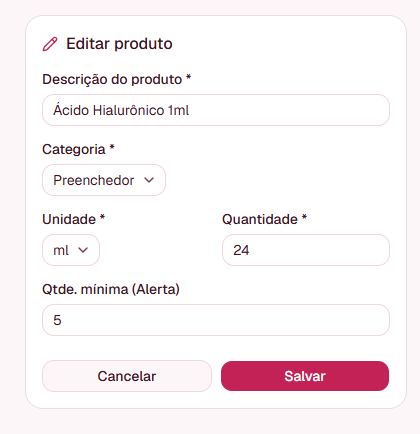 Editar produto
Descrição do produto *
Ácido Hialurônico 1ml
Categoria *
Preenchedor
Unidade * Quantidade *
ml 24
Qtde. mínima (Alerta)
5
Cancelar Salvar